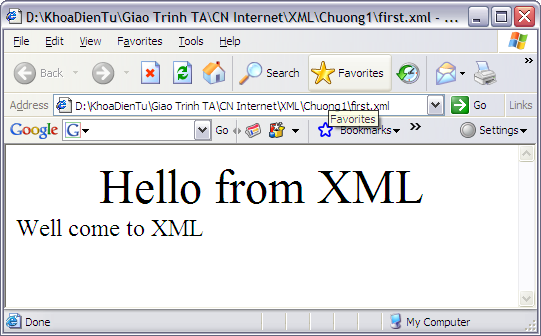 D:\KhoaDienTu\Giao Trinh TA\CN Internet\XML\Chuong1\first.xml - ...
File Edit View Favorites Tools Help
Back Search Favorites
Address D:\KhoaDienTu\Giao Trinh TA\CN Internet\XML\Chuong1\first.xml Go Links
Favorites
Google G Go Bookmarks Settings
Hello from XML
Well come to XML
Done My Computer